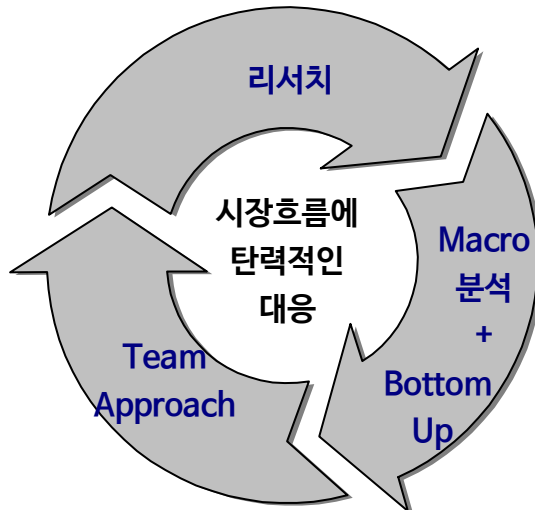 리서치
시장흐름에
탄력적인
대응
Macro
분석
+
Bottom
Up
Team
Approach